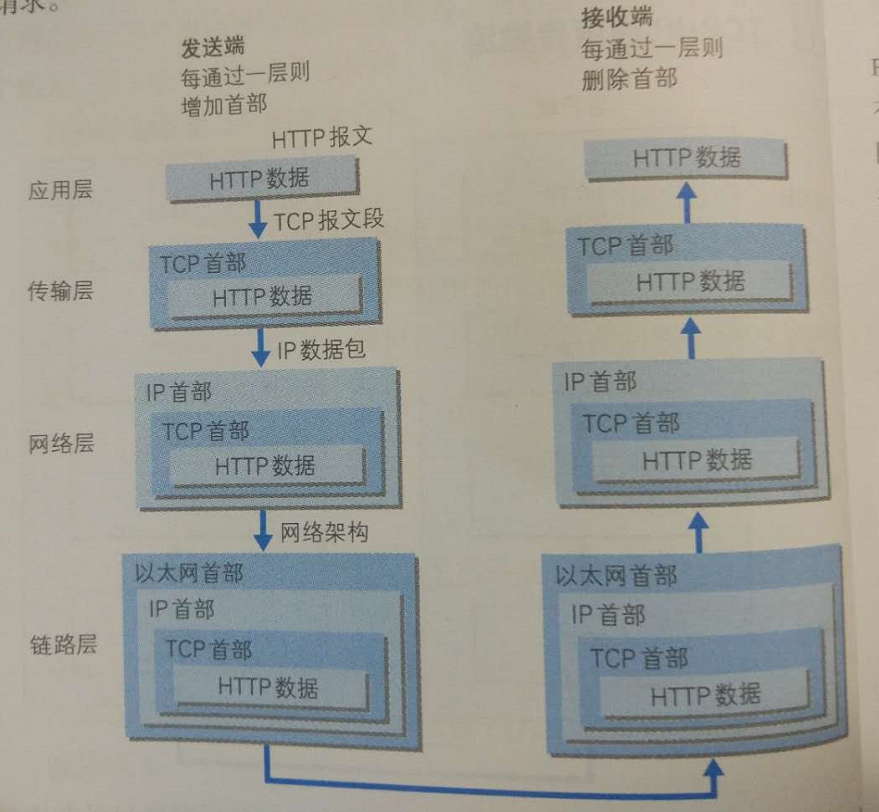 请求。
发送端
每通过一层则
增加首部
接收端
每通过一层则
删除首部
HTTP 报文
应用层
HTTP 数据
HTTP 数据
TCP 报文段
传输层
TCP 首部
HTTP 数据
TCP 首部
HTTP 数据
IP 数据包
网络层
IP 首部
TCP 首部
HTTP 数据
IP 首部
TCP 首部
HTTP 数据
网络架构
链路层
以太网首部
IP 首部
TCP 首部
HTTP 数据
以太网首部
IP 首部
TCP 首部
HTTP 数据